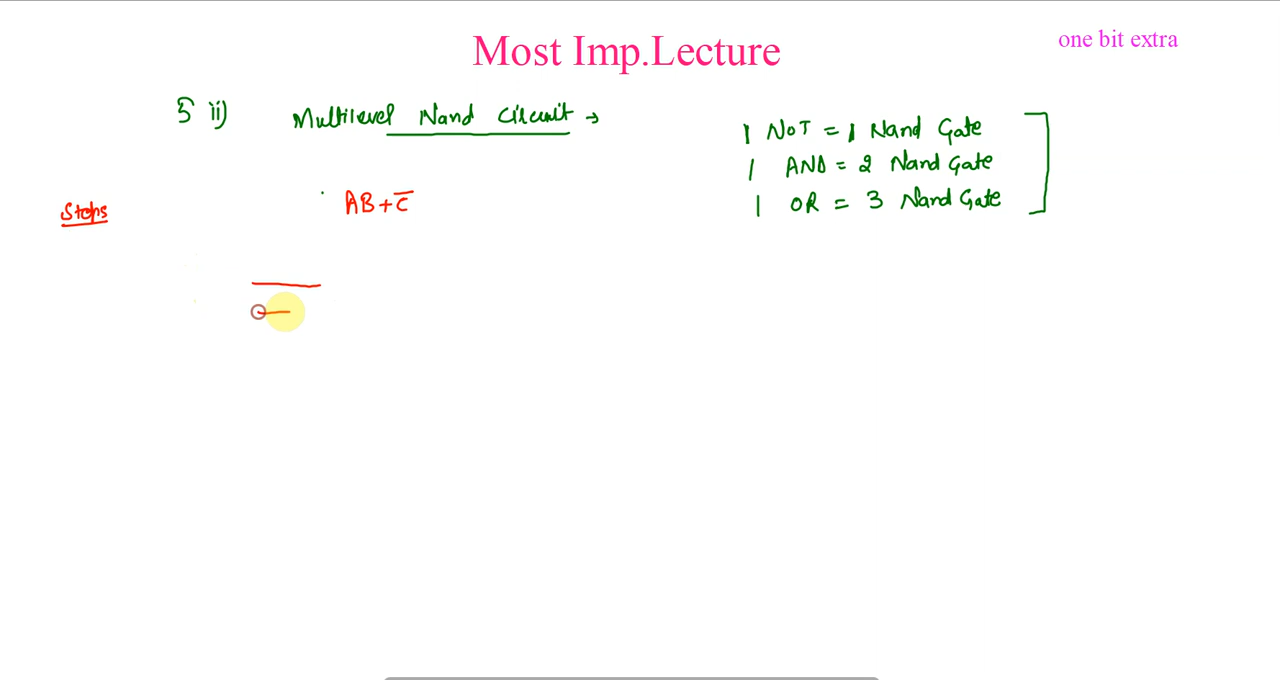 Most Imp.Lecture
one bit extra
5 ii) Multilevel Nand Circuit →
1 NOT = 1 Nand Gate
1 AND = 2 Nand Gate
1 OR = 3 Nand Gate
Steps
AB + C̅